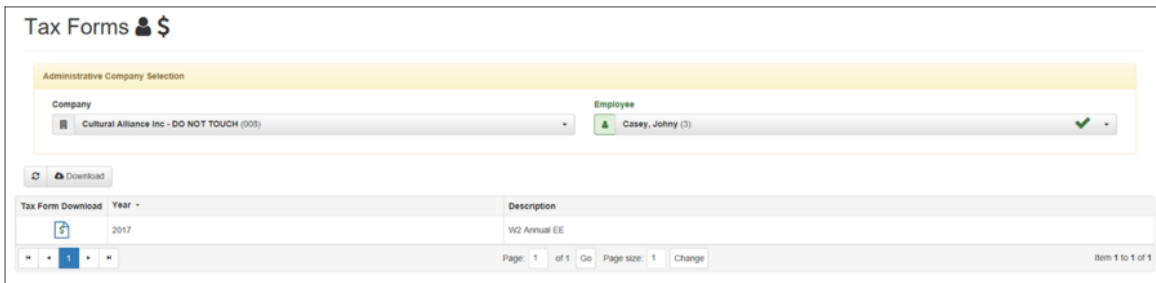 Tax Forms
Administrative Company Selection
Company
Employee
Cultural Alliance Inc - DO NOT TOUCH (008)
Casey, Johny (3)
Download
Tax Form Download Year Description
2017 W2 Annual EE
1 Page: 1 of 1 Go Page size: 1 Change Item 1 to 1 of 1